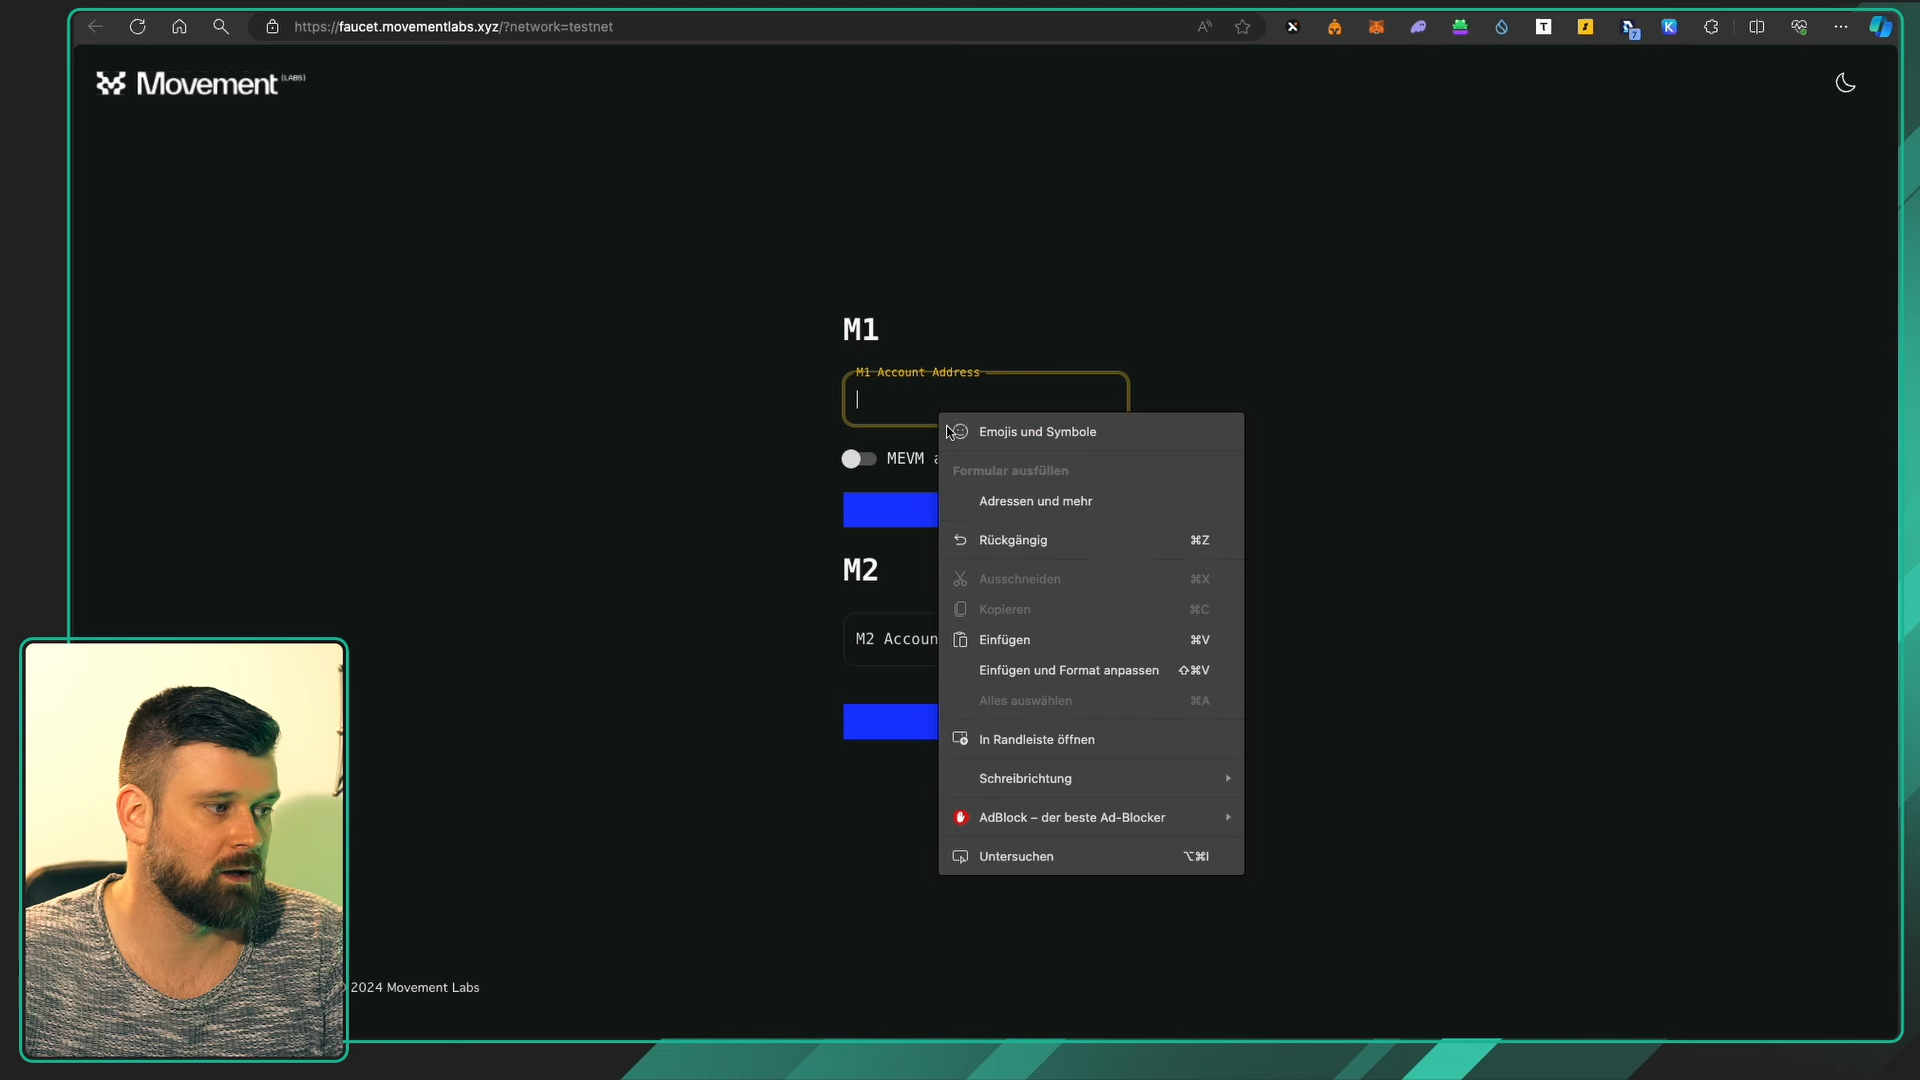 https://faucet.movementlabs.xyz/?network=testnet
7
Movement (LABS)
M1
M1 Account Address
MEVM
M2
M2 Accoun
Emojis und Symbole
Formular ausfüllen
Adressen und mehr
Rückgängig ⌘Z
Ausschneiden ⌘X
Kopieren ⌘C
Einfügen ⌘V
Einfügen und Format anpassen ⇧⌘V
Alles auswählen ⌘A
In Randleiste öffnen
Schreibrichtung
AdBlock – der beste Ad-Blocker
Untersuchen ⌥⌘I
2024 Movement Labs